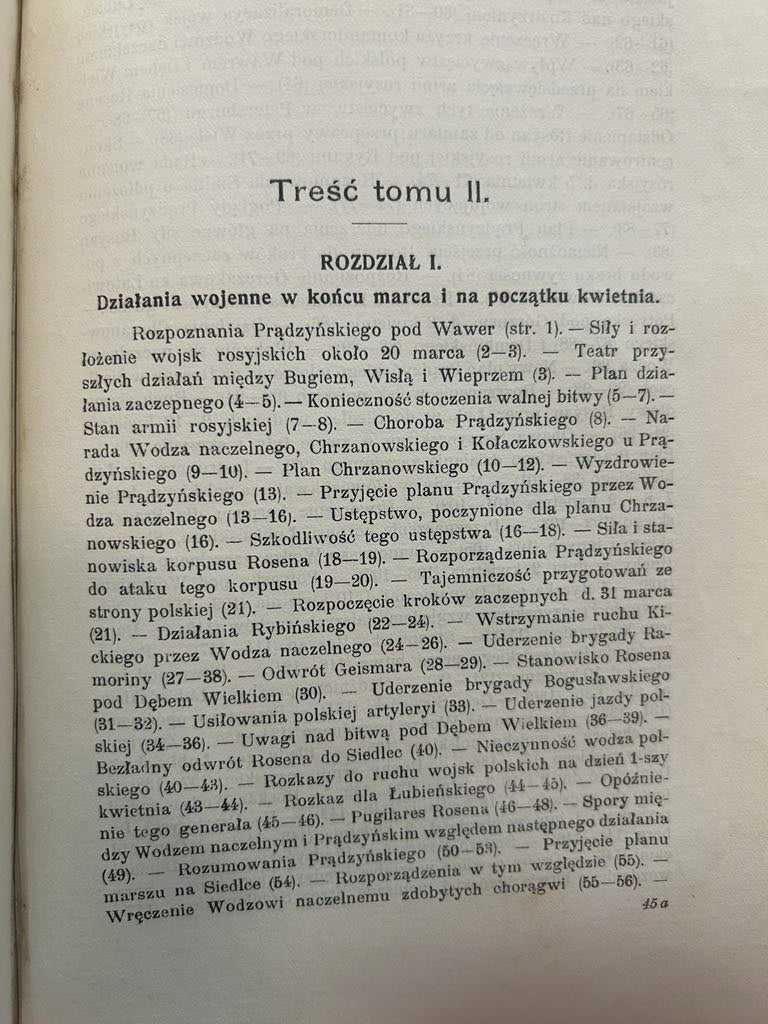 Treść tomu II.
ROZDZIAŁ I.
Działania wojenne w końcu marca i na początku kwietnia.
Rozpoznania Prądzyńskiego pod Wawer (str. 1). — Siły i roz-
łożenie wojsk rosyjskich około 20 marca (2—3). — Teatr przy-
szłych działań między Bugiem, Wisłą i Wieprzem (3). — Plan dzia-
łania zaczepnego (4—5). — Konieczność stoczenia walnej bitwy (5—7). —
Stan armii rosyjskiej (7—8). — Choroba Prądzyńskiego (8). — Na-
rada Wodza naczelnego, Chrzanowskiego i Kołaczkowskiego u Prą-
dzyńskiego (9—10). — Plan Chrzanowskiego (10—12). — Wyzdrowie-
nie Prądzyńskiego (13). — Przyjęcie planu Prądzyńskiego przez Wo-
dza naczelnego (13—16). — Ustępstwo, poczynione dla planu Chrza-
nowskiego (16). — Szkodliwość tego ustępstwa (16—18). — Siła i sta-
nowiska korpusu Rosena (18—19). — Rozporządzenia Prądzyńskiego
do ataku tego korpusu (19—20). — Tajemniczość przygotowań ze
strony polskiej (21). — Rozpoczęcie kroków zaczepnych d. 31 marca
(21). — Działania Rybińskiego (22—24). — Wstrzymanie ruchu Ki-
ckiego przez Wodza naczelnego (24—26). — Uderzenie brygady Ra-
moriny (27—38). — Odwrót Geismara (28—29). — Stanowisko Rosena
pod Dębem Wielkiem (30). — Uderzenie brygady Bogusławskiego
(31—32). — Usiłowania polskiej artyleryi (33). — Uderzenie jazdy pol-
skiej (34—36). — Uwagi nad bitwą pod Dębem Wielkiem (36—39). —
Bezładny odwrót Rosena do Siedlec (40). — Nieczynność wodza pol-
skiego (40—43). — Rozkazy do ruchu wojsk polskich na dzień 1-szy
kwietnia (43—44). — Rozkaz dla Łubieńskiego (44—45). — Opóźnie-
nie tego generała (45—46). — Pugilares Rosena (46—48). — Spory mię-
dzy Wodzem naczelnym i Prądzyńskim względem następnego działania
(49). — Rozumowania Prądzyńskiego (50—53). — Przyjęcie planu
marszu na Siedlce (54). — Rozporządzenia w tym względzie (55). —
Wręczenie Wodzowi naczelnemu zdobytych chorągwi (55—56). —
45a